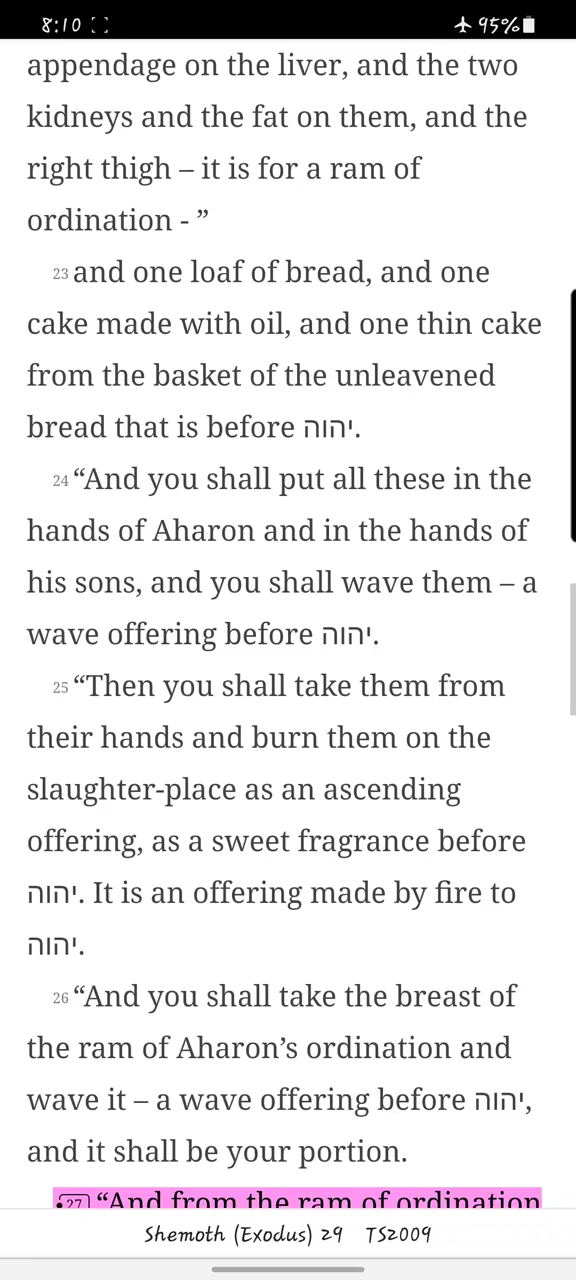 8:10 95%
appendage on the liver, and the two
kidneys and the fat on them, and the
right thigh – it is for a ram of
ordination - ”
23 and one loaf of bread, and one
cake made with oil, and one thin cake
from the basket of the unleavened
bread that is before יהוה.
24 “And you shall put all these in the
hands of Aharon and in the hands of
his sons, and you shall wave them – a
wave offering before יהוה.
25 “Then you shall take them from
their hands and burn them on the
slaughter-place as an ascending
offering, as a sweet fragrance before
יהוה. It is an offering made by fire to
יהוה.
26 “And you shall take the breast of
the ram of Aharon’s ordination and
wave it – a wave offering before יהוה,
and it shall be your portion.
27 “And from the ram of ordination
Shemoth (Exodus) 29 TS2009